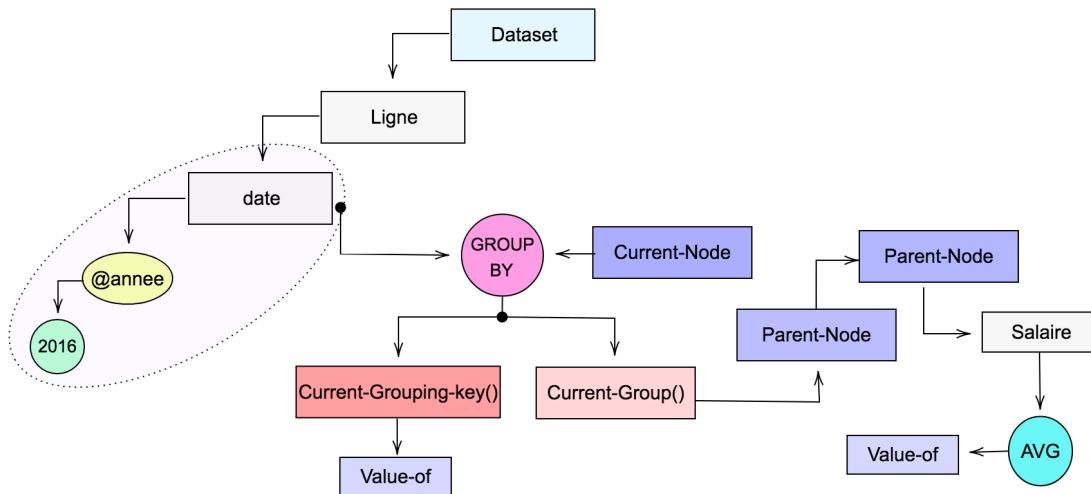 Dataset
Ligne
date
@annee
2016
GROUP
BY
Current-Node
Parent-Node
Parent-Node
Salaire
Current-Grouping-key()
Current-Group()
Value-of
Value-of
AVG